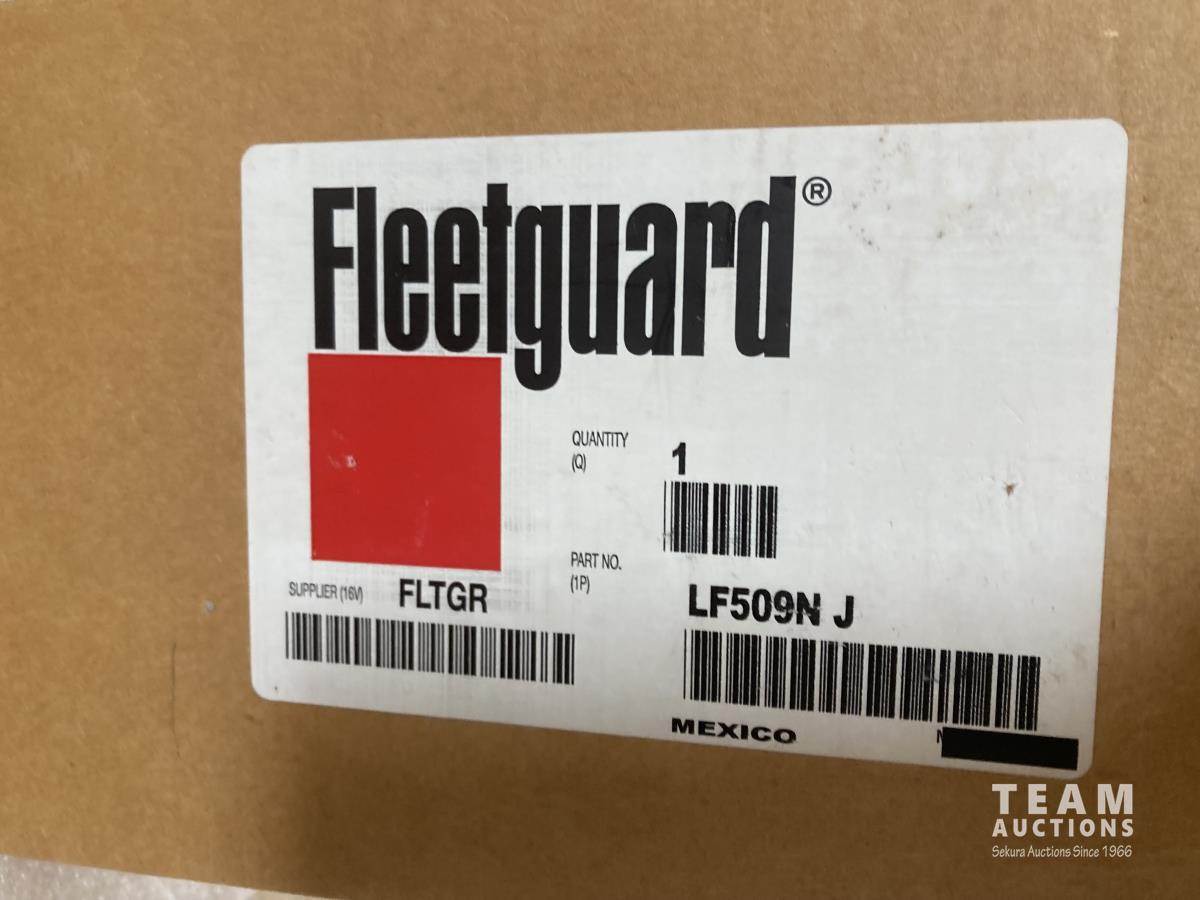 Fleetguard®
QUANTITY
(Q)
1
PART NO.
(1P)
SUPPLIER (16V) FLTGR
LF509N J
MEXICO
TEAM
AUCTIONS
Sekura Auctions Since 1966